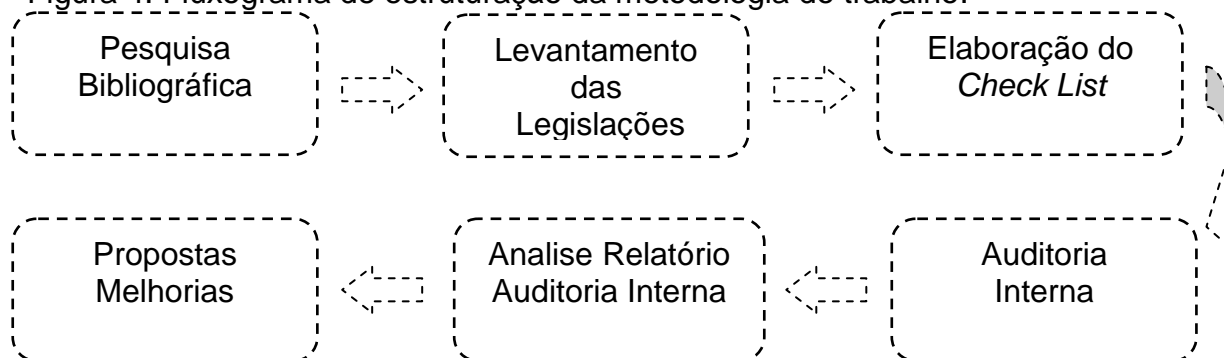 Pesquisa
Bibliográfica
Levantamento
das
Legislações
Elaboração do
Check List
Auditoria
Interna
Analise Relatório
Auditoria Interna
Propostas
Melhorias